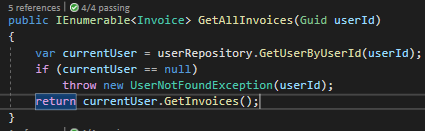 5 references | 4/4 passing
public IEnumerable<Invoice> GetAllInvoices(Guid userId)
{
var currentUser = userRepository.GetUserByUserId(userId);
if (currentUser == null)
throw new UserNotFoundException(userId);
return currentUser.GetInvoices();
}